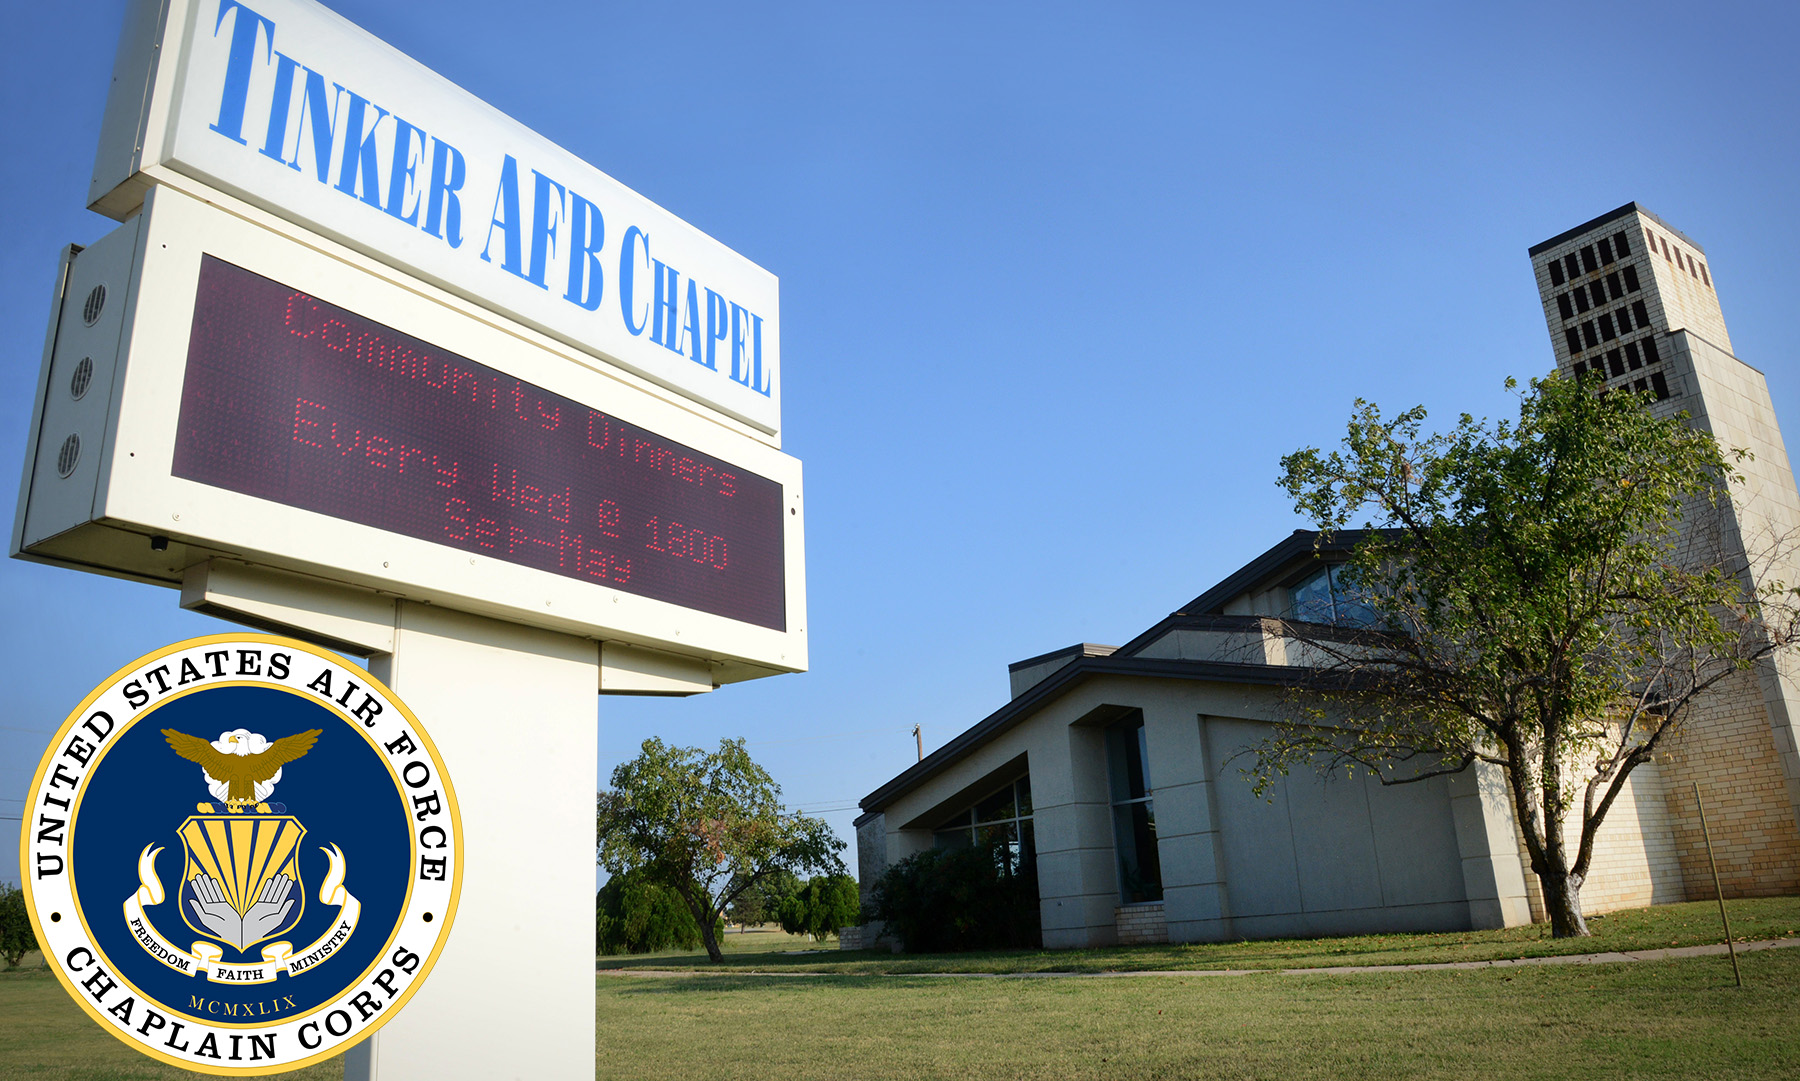 TINKER AFB CHAPEL
Community Dinners
Every Wed @ 1800
Sep-May
UNITED STATES AIR FORCE
FREEDOM FAITH MINISTRY
MCMXLIX
CHAPLAIN CORPS